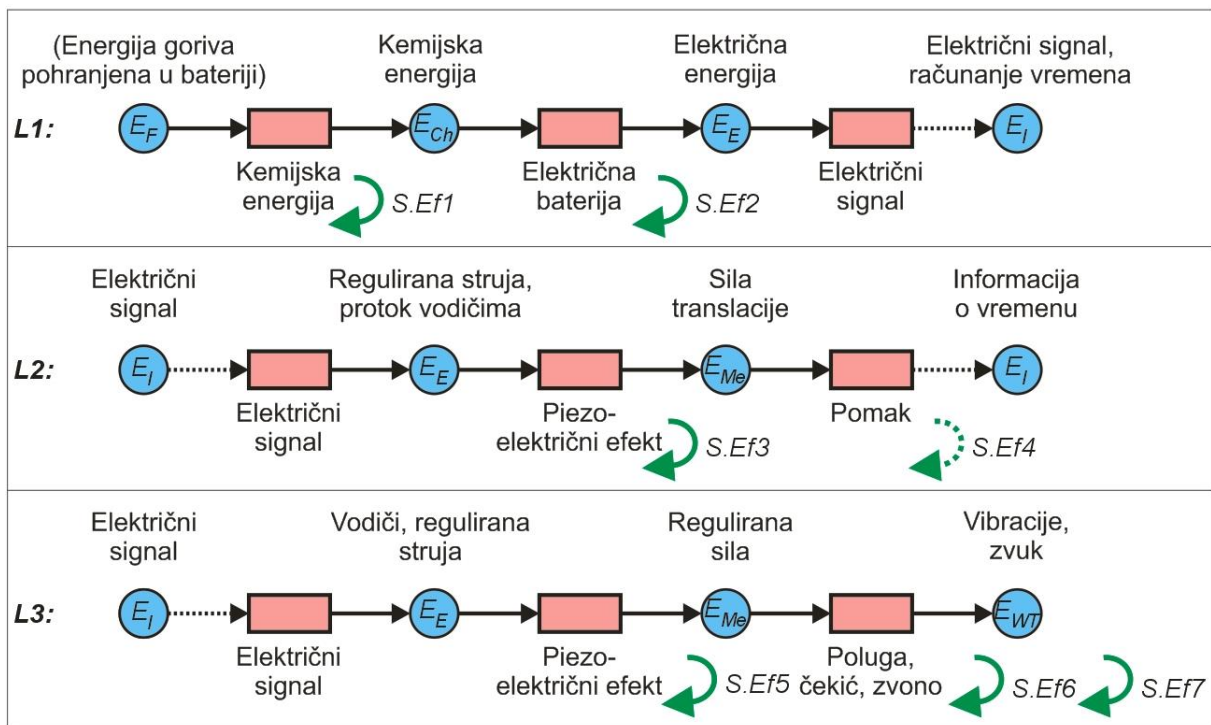 (Energija goriva
pohranjena u bateriji)
Kemijska
energija
Električna
energija
Električni signal,
računanje vremena
L1:
E_F
E_Ch
E_E
E_I
Kemijska
energija
S.Ef1
Električna
baterija
S.Ef2
Električni
signal
Električni
signal
Regulirana struja,
protok vodičima
Sila
translacije
Informacija
o vremenu
L2:
E_I
E_E
E_Me
E_I
Električni
signal
Piezo-
električni efekt
S.Ef3
Pomak
S.Ef4
Električni
signal
Vodiči, regulirana
struja
Regulirana
sila
Vibracije,
zvuk
L3:
E_I
E_E
E_Me
E_WT
Električni
signal
Piezo-
električni efekt
S.Ef5
Poluga,
čekić, zvono
S.Ef6
S.Ef7